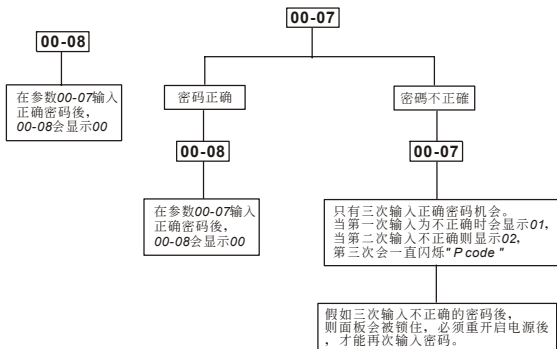 00-08
在参数00-07输入
正确密码後,
00-08会显示00
00-07
密码正确
00-08
在参数00-07输入
正确密码後,
00-08会显示00
密碼不正確
00-07
只有三次输入正确密码机会。
当第一次输入为不正确时会显示01,
当第二次输入不正确则显示02,
第三次会一直闪烁"P code"
假如三次输入不正确的密码後,
则面板会被锁住, 必须重开启电源後
, 才能再次输入密码。